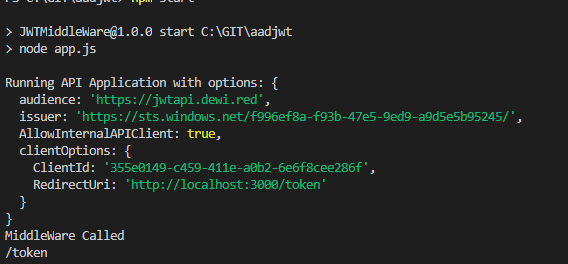 > JWTMiddleWare@1.0.0 start C:\GIT\aadjwt
> node app.js
Running API Application with options: {
  audience: 'https://jwtapi.dewi.red',
  issuer: 'https://sts.windows.net/f996ef8a-f93b-47e5-9ed9-a9d5e5b95245/',
  AllowInternalAPIClient: true,
  clientOptions: {
    ClientId: '355e0149-c459-411e-a0b2-6e6f8cee286f',
    RedirectUri: 'http://localhost:3000/token'
  }
}
MiddleWare Called
/token